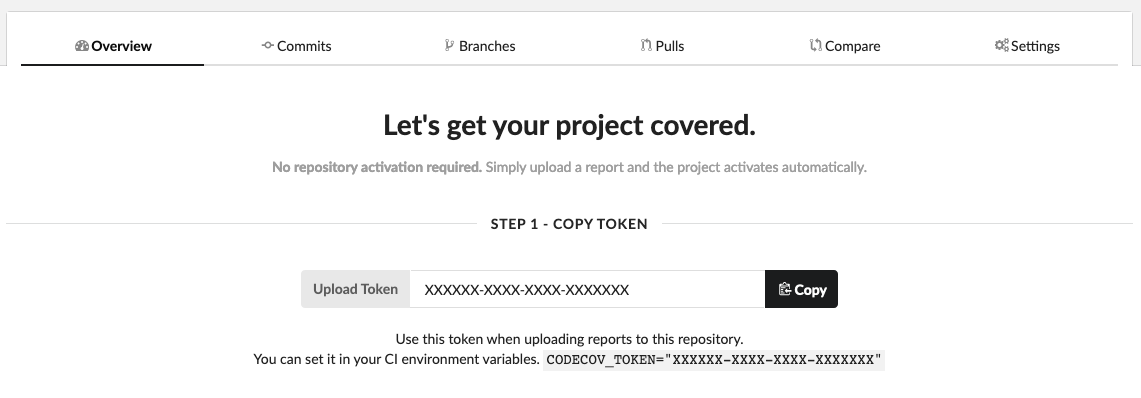 Overview Commits Branches Pulls Compare Settings
Let's get your project covered.
No repository activation required. Simply upload a report and the project activates automatically.
STEP 1 - COPY TOKEN
Upload Token XXXXXX-XXXX-XXXX-XXXXXXX Copy
Use this token when uploading reports to this repository.
You can set it in your CI environment variables. CODECOV_TOKEN="XXXXXX-XXXX-XXXX-XXXXXXX"